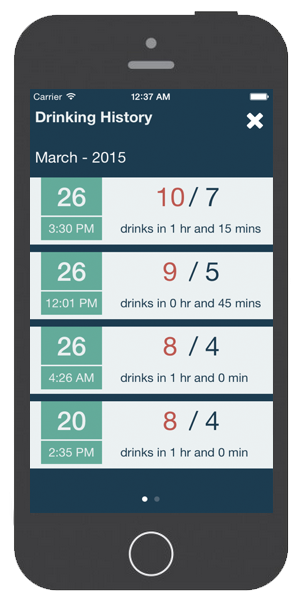 Carrier 12:37 AM
Drinking History
March - 2015
26 10 / 7
3:30 PM drinks in 1 hr and 15 mins
26 9 / 5
12:01 PM drinks in 0 hr and 45 mins
26 8 / 4
4:26 AM drinks in 1 hr and 0 min
20 8 / 4
2:35 PM drinks in 1 hr and 0 min